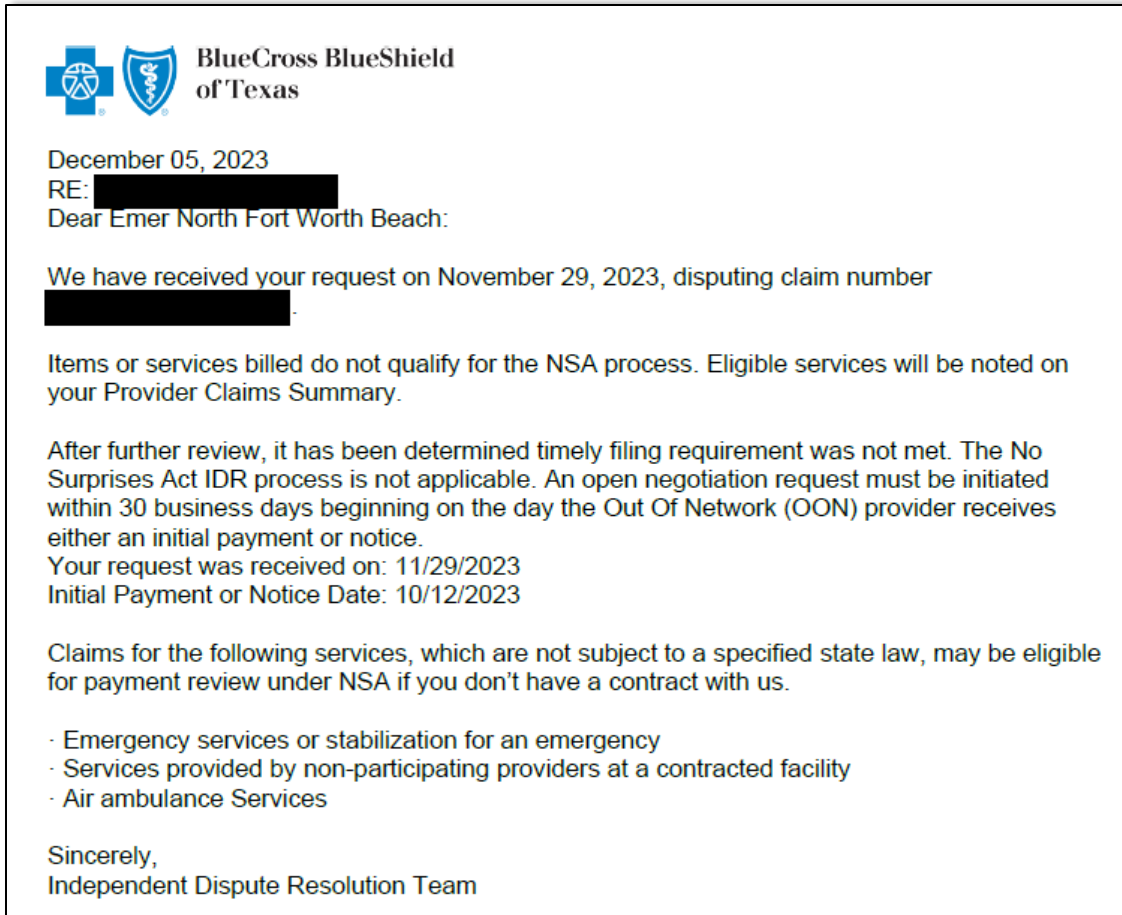 BlueCross BlueShield
of Texas
December 05, 2023
RE:
Dear Emer North Fort Worth Beach:
We have received your request on November 29, 2023, disputing claim number
.
Items or services billed do not qualify for the NSA process. Eligible services will be noted on
your Provider Claims Summary.
After further review, it has been determined timely filing requirement was not met. The No
Surprises Act IDR process is not applicable. An open negotiation request must be initiated
within 30 business days beginning on the day the Out Of Network (OON) provider receives
either an initial payment or notice.
Your request was received on: 11/29/2023
Initial Payment or Notice Date: 10/12/2023
Claims for the following services, which are not subject to a specified state law, may be eligible
for payment review under NSA if you don’t have a contract with us.
· Emergency services or stabilization for an emergency
· Services provided by non-participating providers at a contracted facility
· Air ambulance Services
Sincerely,
Independent Dispute Resolution Team